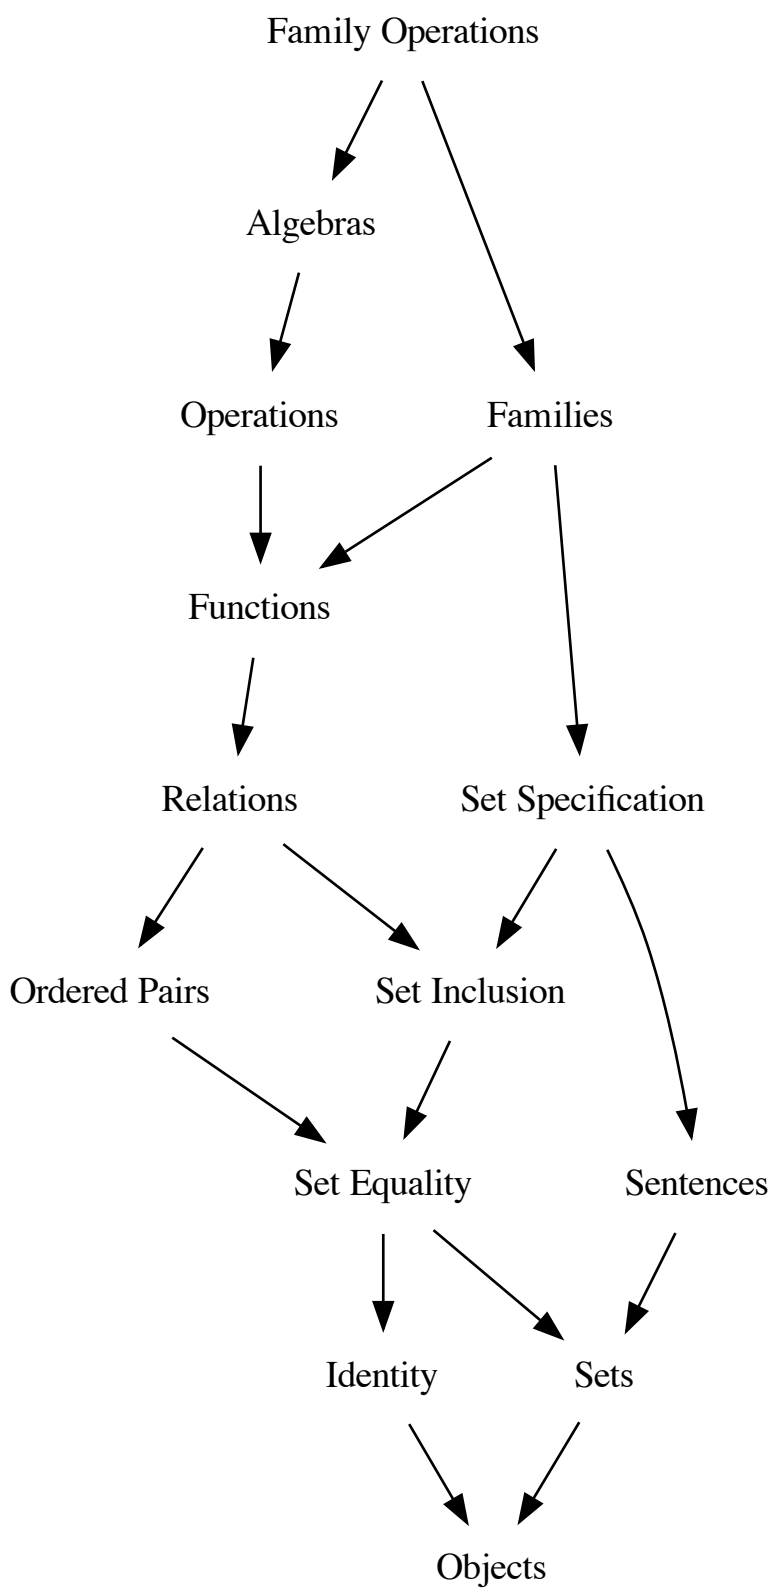 Family Operations
Algebras
Operations
Families
Functions
Relations
Set Specification
Ordered Pairs
Set Inclusion
Set Equality
Sentences
Identity
Sets
Objects